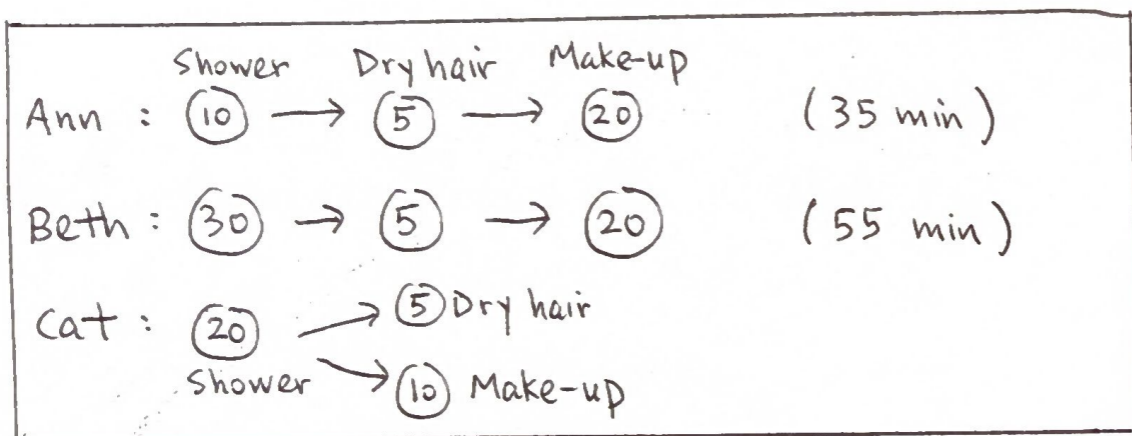 Shower Dry hair Make-up
Ann : 10 → 5 → 20 (35 min)
Beth : 30 → 5 → 20 (55 min)
Cat : 20 → 5 Dry hair
Shower → 10 Make-up